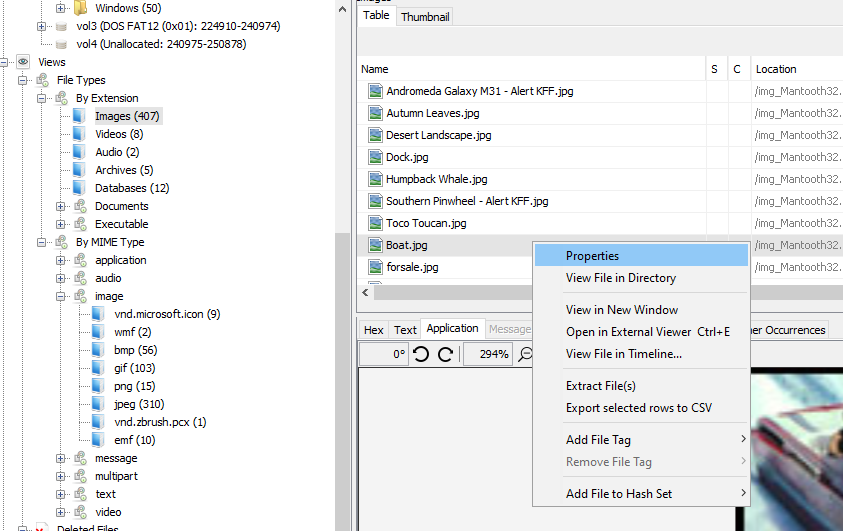 Windows (50)
vol3 (DOS FAT12 (0x01): 224910-240974)
vol4 (Unallocated: 240975-250878)
Views
File Types
By Extension
Images (407)
Videos (8)
Audio (2)
Archives (5)
Databases (12)
Documents
Executable
By MIME Type
application
audio
image
vnd.microsoft.icon (9)
wmf (2)
bmp (56)
gif (103)
png (15)
jpeg (310)
vnd.zbrush.pcx (1)
emf (10)
message
multipart
text
video
Deleted Files
Images
Table Thumbnail
Name S C Location
Andromeda Galaxy M31 - Alert KFF.jpg /img_Mantooth32.
Autumn Leaves.jpg /img_Mantooth32.
Desert Landscape.jpg /img_Mantooth32.
Dock.jpg /img_Mantooth32.
Humpback Whale.jpg /img_Mantooth32.
Southern Pinwheel - Alert KFF.jpg /img_Mantooth32.
Toco Toucan.jpg /img_Mantooth32.
Boat.jpg /img_Mantooth32.
forsale.jpg /img_Mantooth32.
Hex Text Application Message er Occurrences
0° 294%
Properties
View File in Directory
View in New Window
Open in External Viewer Ctrl+E
View File in Timeline...
Extract File(s)
Export selected rows to CSV
Add File Tag
Remove File Tag
Add File to Hash Set